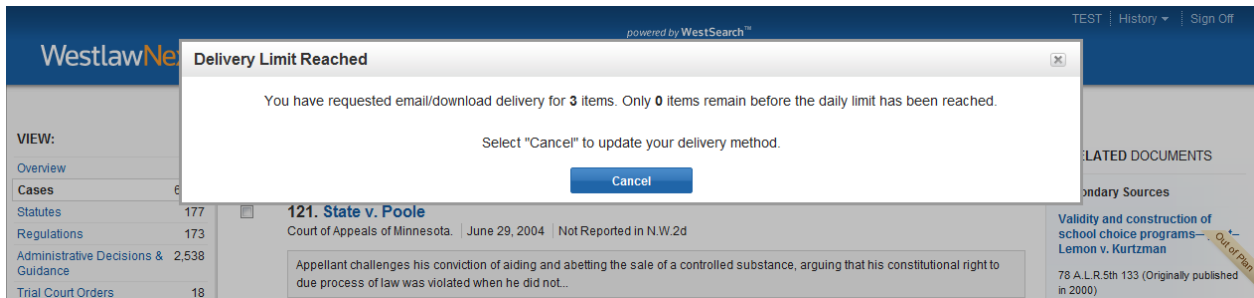 TEST History Sign Off
powered by WestSearch™
WestlawNe
Delivery Limit Reached
You have requested email/download delivery for 3 items. Only 0 items remain before the daily limit has been reached.
Select "Cancel" to update your delivery method.
Cancel
VIEW:
Overview
Cases 6
Statutes 177
Regulations 173
Administrative Decisions & 2,538
Guidance
Trial Court Orders 18
121. State v. Poole
Court of Appeals of Minnesota. June 29, 2004 Not Reported in N.W.2d
Appellant challenges his conviction of aiding and abetting the sale of a controlled substance, arguing that his constitutional right to
due process of law was violated when he did not...
LATED DOCUMENTS
ondary Sources
Validity and construction of
school choice programs—
Lemon v. Kurtzman
Out of Plan
78 A.L.R.5th 133 (Originally published
in 2000)